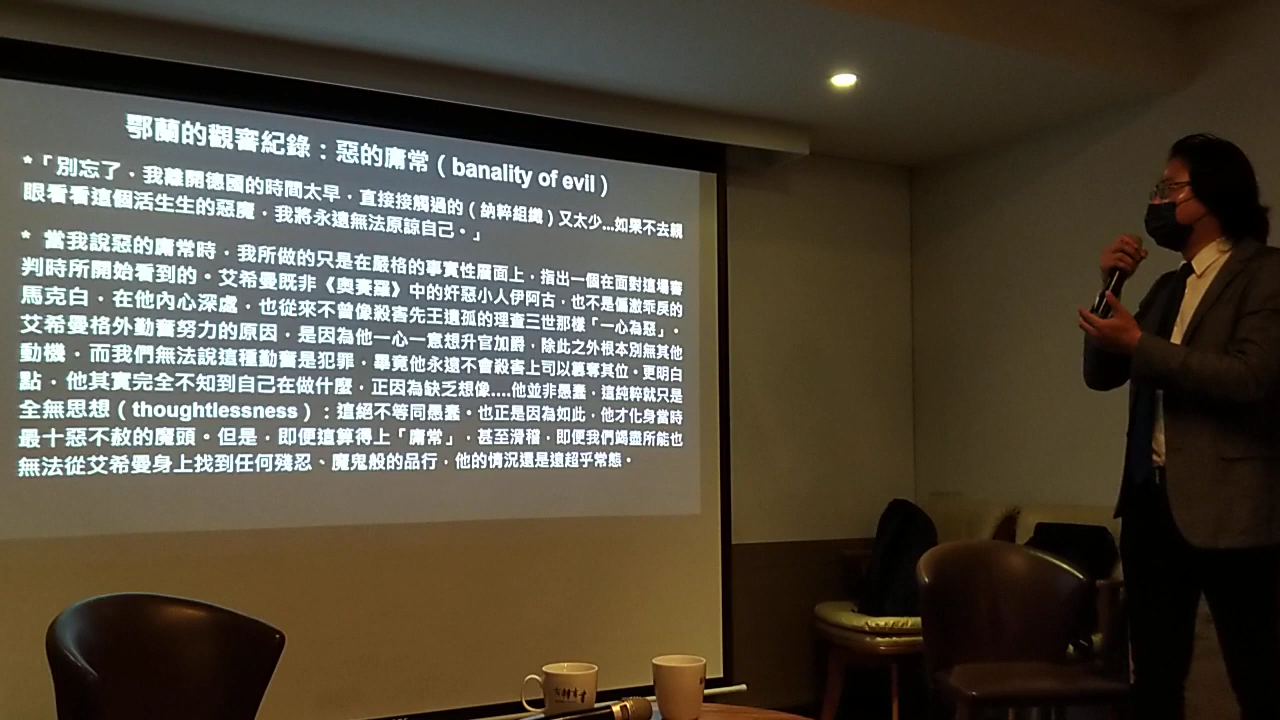 鄂蘭的觀審紀錄：惡的庸常（banality of evil）
*「別忘了，我離開德國的時間太早，直接接觸過的（納粹組織）又太少...如果不去親
眼看看這個活生生的惡魔，我將永遠無法原諒自己。」
* 當我說惡的庸常時，我所做的只是在嚴格的事實性層面上，指出一個在面對這場審
判時所開始看到的。艾希曼既非《奧賽羅》中的奸惡小人伊阿古，也不是偏激乖戾的
馬克白，在他內心深處，也從來不曾像殺害先王遺孤的理查三世那樣「一心為惡」。
艾希曼格外勤奮努力的原因，是因為他一心一意想升官加爵，除此之外根本別無其他
動機，而我們無法說這種勤奮是犯罪，畢竟他永遠不會殺害上司以篡奪其位。更明白
點，他其實完全不知到自己在做什麼，正因為缺乏想像....他並非愚蠢，這純粹就只是
全無思想（thoughtlessness）：這絕不等同愚蠢。也正是因為如此，他才化身當時
最十惡不赦的魔頭。但是，即便這算得上「庸常」，甚至滑稽，即便我們竭盡所能也
無法從艾希曼身上找到任何殘忍、魔鬼般的品行，他的情況還是遠超乎常態。